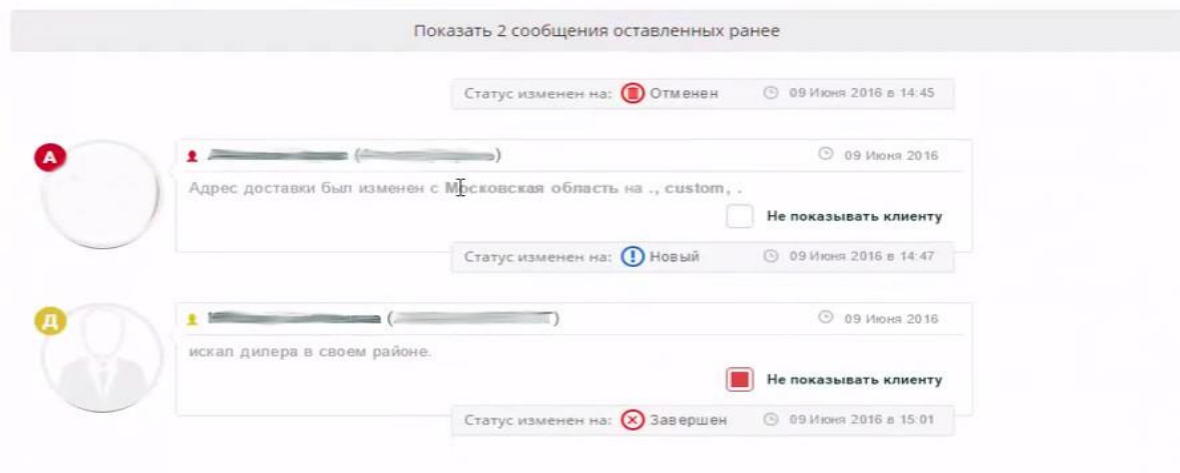 Показать 2 сообщения оставленных ранее
Статус изменен на: Отменен 09 Июня 2016 в 14:45
А
( ) 09 Июня 2016
Адрес доставки был изменен с Московская область на ., custom, .
Не показывать клиенту
Статус изменен на: Новый 09 Июня 2016 в 14:47
Д
( ) 09 Июня 2016
искал дилера в своем районе.
Не показывать клиенту
Статус изменен на: Завершен 09 Июня 2016 в 15:01